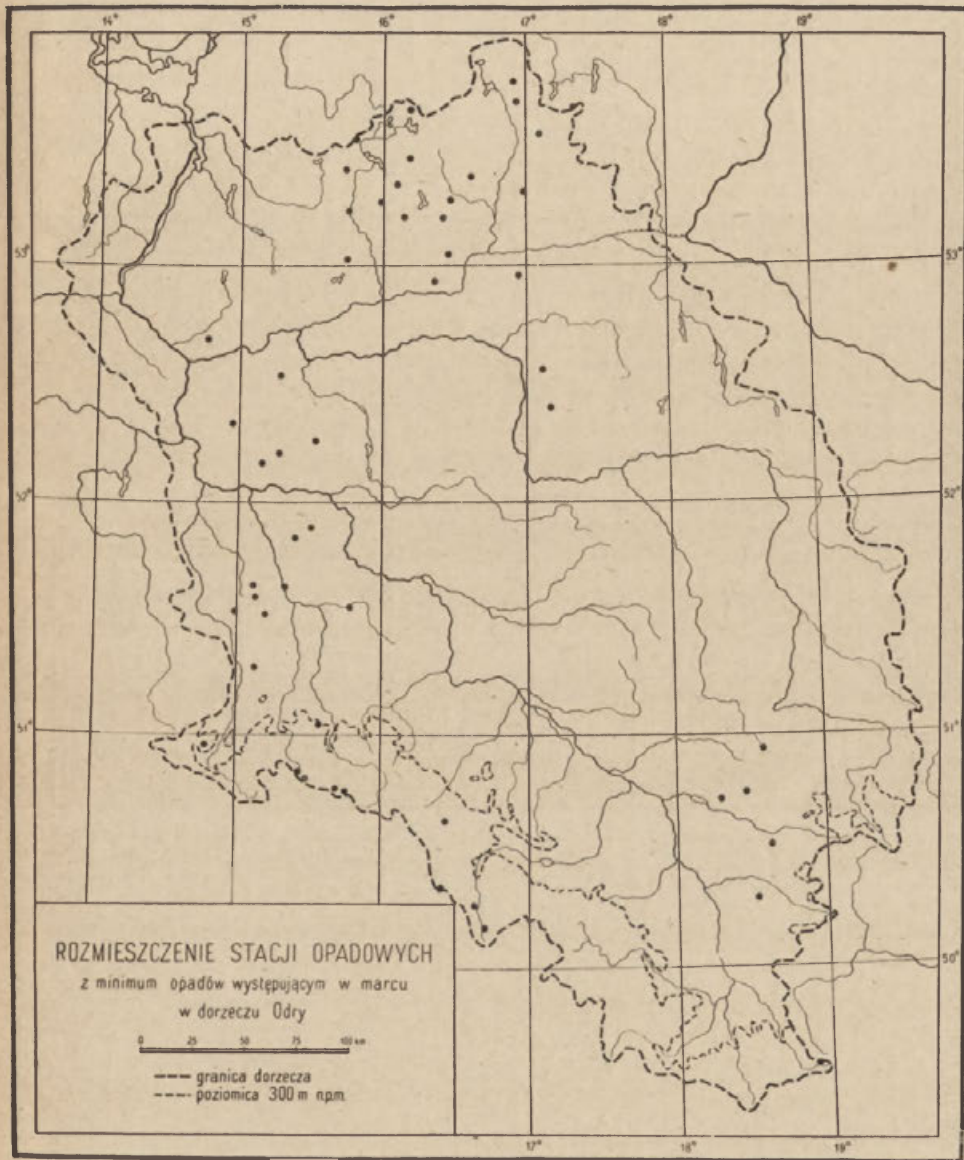 14° 15° 16° 17° 18° 19°
53° 53°
50° 52°
51° 51°
50°
ROZMIESZCZENIE STACJI OPADOWYCH
z minimum opadów występującym w marcu
w dorzeczu Odry
0 25 50 75 100 km
granica dorzecza
poziomica 300 m n.p.m.
17° 18° 19°